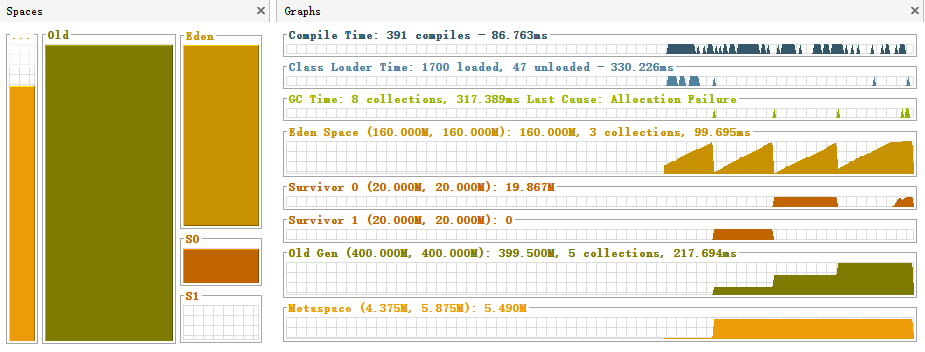 Spaces
...
Old
Eden
S0
S1
Graphs
Compile Time: 391 compiles - 86.763ms
Class Loader Time: 1700 loaded, 47 unloaded - 330.226ms
GC Time: 8 collections, 317.389ms Last Cause: Allocation Failure
Eden Space (160.000M, 160.000M): 160.000M, 3 collections, 99.695ms
Survivor 0 (20.000M, 20.000M): 19.867M
Survivor 1 (20.000M, 20.000M): 0
Old Gen (400.000M, 400.000M): 399.500M, 5 collections, 217.694ms
Metaspace (4.375M, 5.875M): 5.490M